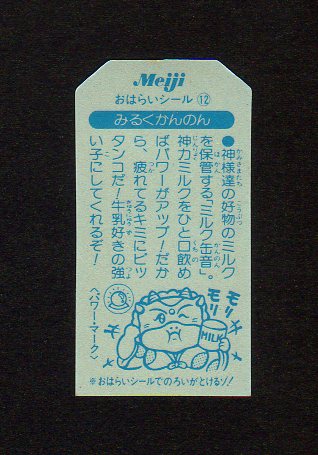 Meiji
おはらいシール ⑫
みるくかんのん
●神様達の好物のミルク
を保管する「ミルク缶音」。
神力ミルクをひと口飲め
ばパワーがアップ!だか
ら、疲れてるキミにピッ
タンコだ!牛乳好きの強
い子にしてくれるぞ!
モリ
モリ
MILK
〈パワー・マーク〉
※おはらいシールでのろいがとけるゾ!